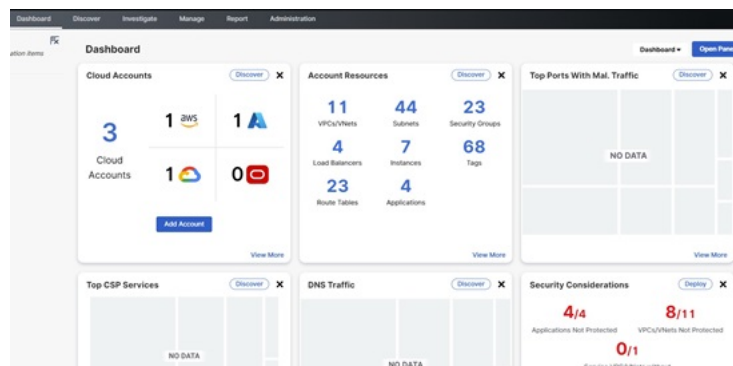 Dashboard Discover Investigate Manage Report Administration
ation items
Dashboard
Dashboard
Open Pane
Cloud Accounts Discover
3
Cloud
Accounts
1 aws 1
1 0
Add Account
View More
Account Resources Discover
11 44 23
VPCs/VNets Subnets Security Groups
4 7 68
Load Balancers Instances Tags
23 4
Route Tables Applications
View More
Top Ports With Mal. Traffic Discover
NO DATA
View More
Top CSP Services Discover
NO DATA
DNS Traffic Discover
NO DATA
Security Considerations Deploy
4/4 8/11
Applications Not Protected VPCs/VNets Not Protected
0/1